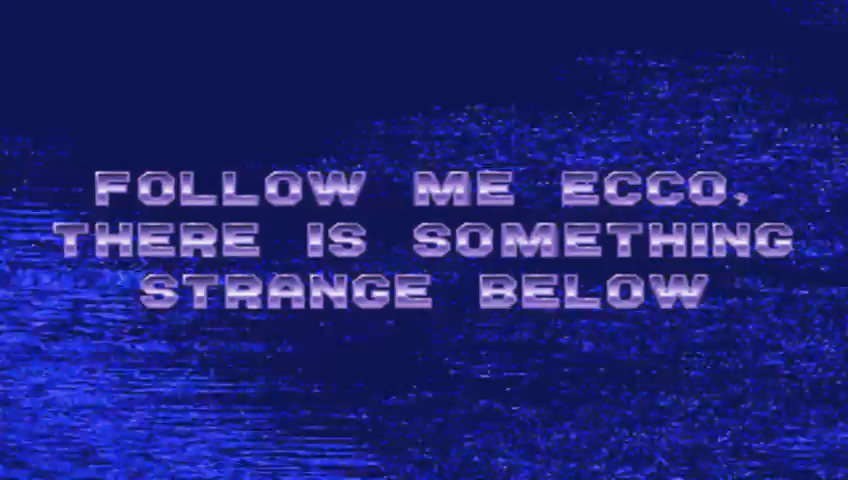 FOLLOW ME ECCO,
THERE IS SOMETHING
STRANGE BELOW